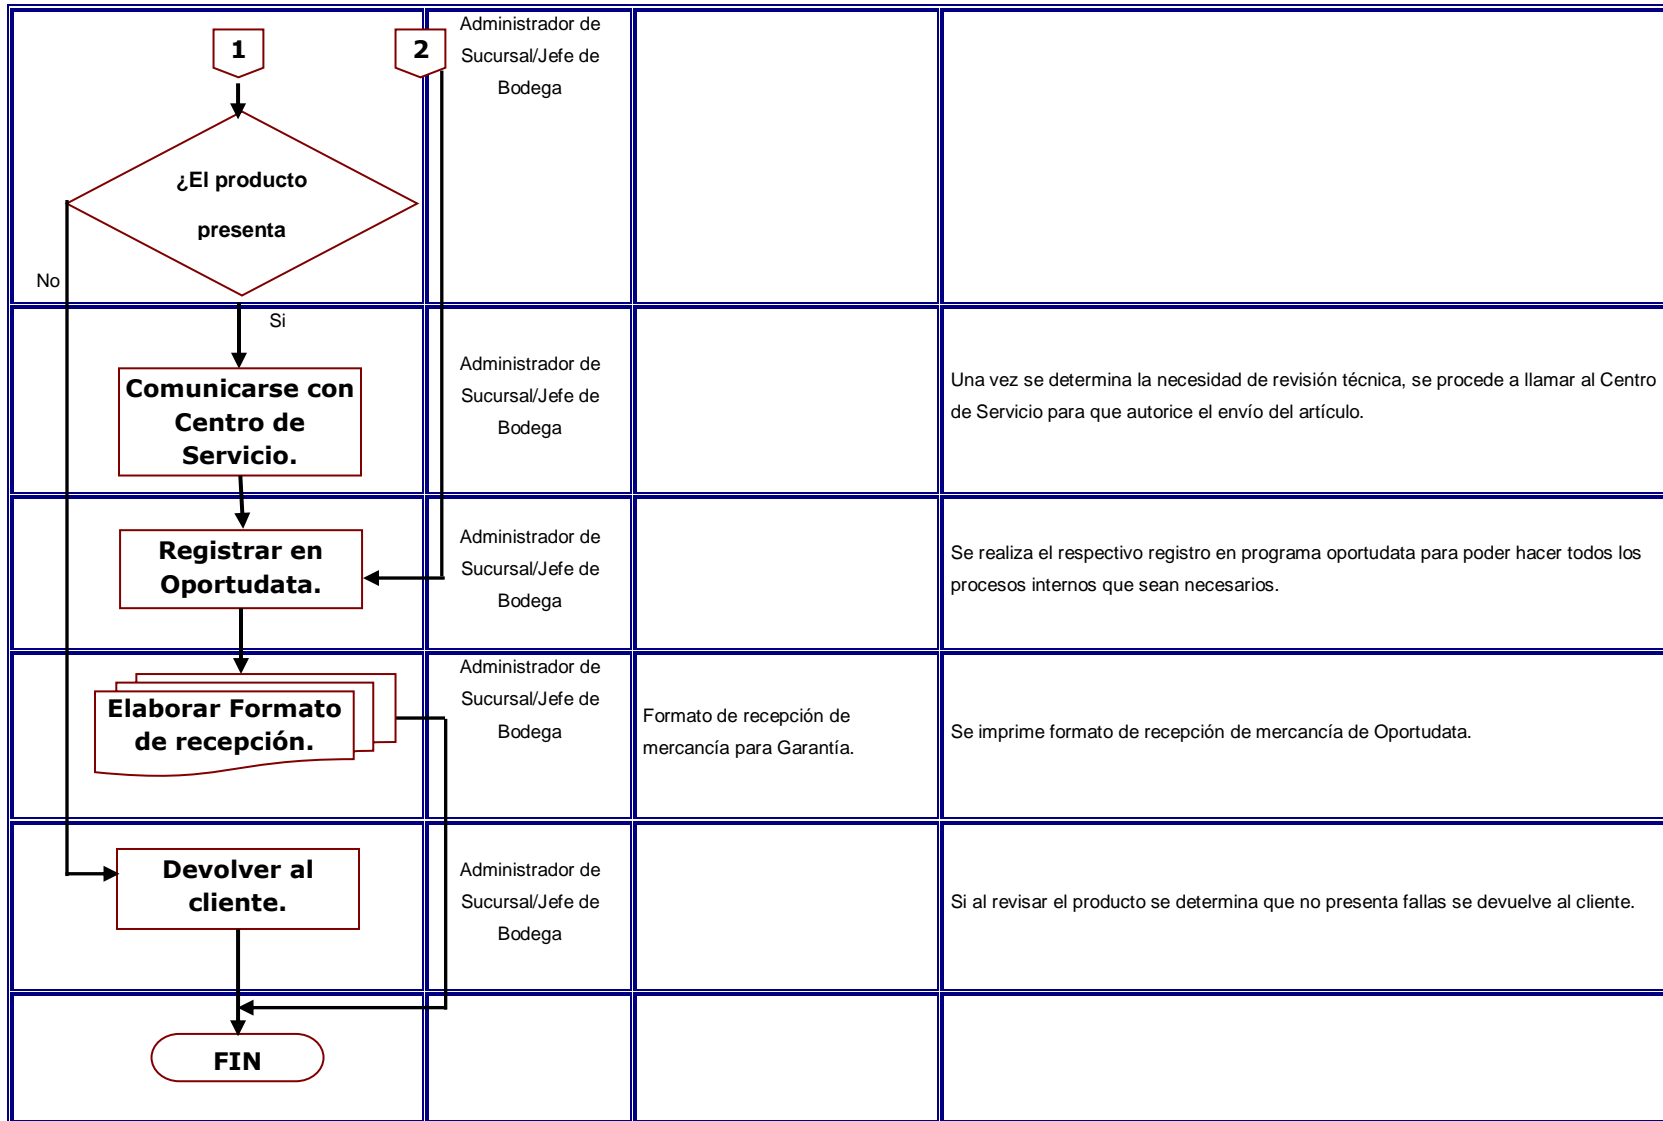 1
2
Administrador de
Sucursal/Jefe de
Bodega
¿El producto
presenta
No
Si
Comunicarse con
Centro de
Servicio.
Administrador de
Sucursal/Jefe de
Bodega
Una vez se determina la necesidad de revisión técnica, se procede a llamar al Centro
de Servicio para que autorice el envío del artículo.
Registrar en
Oportudata.
Administrador de
Sucursal/Jefe de
Bodega
Se realiza el respectivo registro en programa oportudata para poder hacer todos los
procesos internos que sean necesarios.
Elaborar Formato
de recepción.
Administrador de
Sucursal/Jefe de
Bodega
Formato de recepción de
mercancía para Garantía.
Se imprime formato de recepción de mercancía de Oportudata.
Devolver al
cliente.
Administrador de
Sucursal/Jefe de
Bodega
Si al revisar el producto se determina que no presenta fallas se devuelve al cliente.
FIN